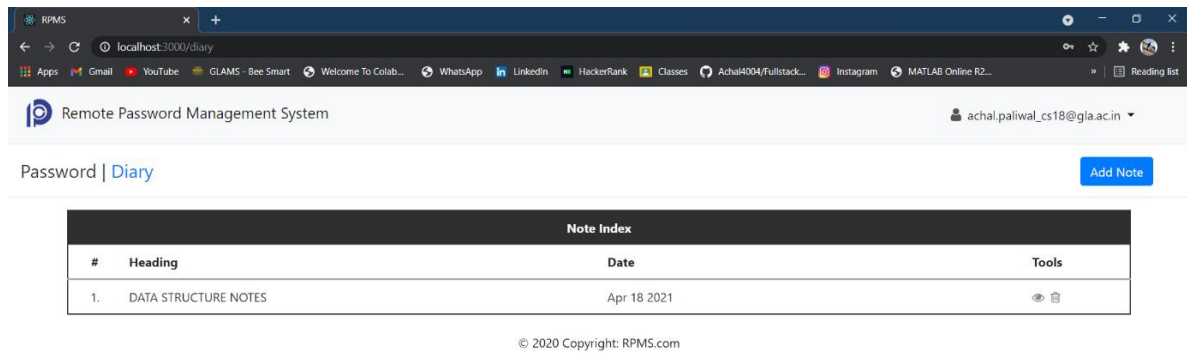 RPMS
localhost:3000/diary
Apps Gmail YouTube GLAMS - Bee Smart Welcome To Colab... WhatsApp LinkedIn HackerRank Classes Achal4004/Fullstack... Instagram MATLAB Online R2... » Reading list
Remote Password Management System achal.paliwal_cs18@gla.ac.in
Password | Diary Add Note
Note Index
# Heading Date Tools
1. DATA STRUCTURE NOTES Apr 18 2021
© 2020 Copyright: RPMS.com